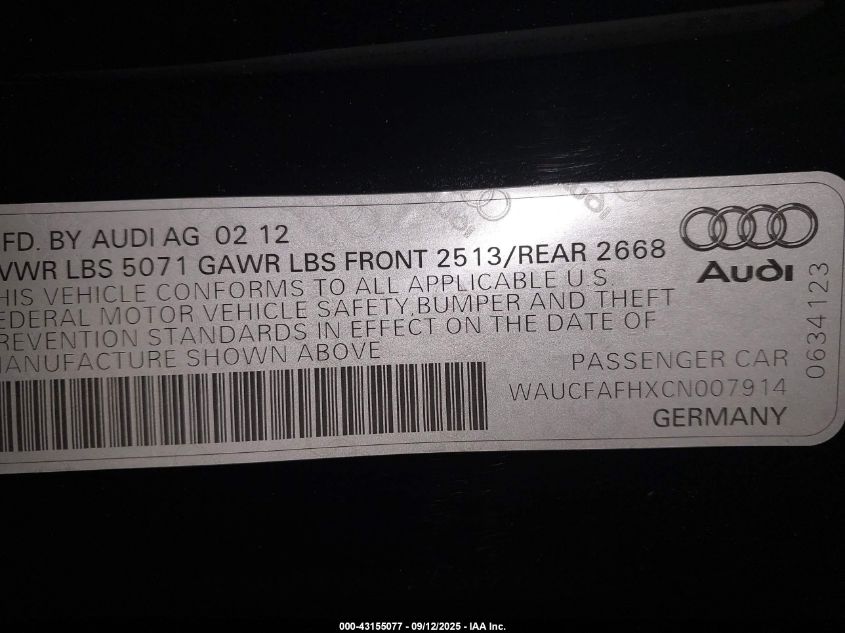 FD. BY AUDI AG 02 12
VWR LBS 5071 GAWR LBS FRONT 2513/REAR 2668
HIS VEHICLE CONFORMS TO ALL APPLICABLE U.S
EDERAL MOTOR VEHICLE SAFETY,BUMPER AND THEFT
REVENTION STANDARDS IN EFFECT ON THE DATE OF
MANUFACTURE SHOWN ABOVE
PASSENGER CAR
WAUCFAFHXCN007914
GERMANY
Audi
0634123
000-43155077 - 09/12/2025 - IAA Inc.